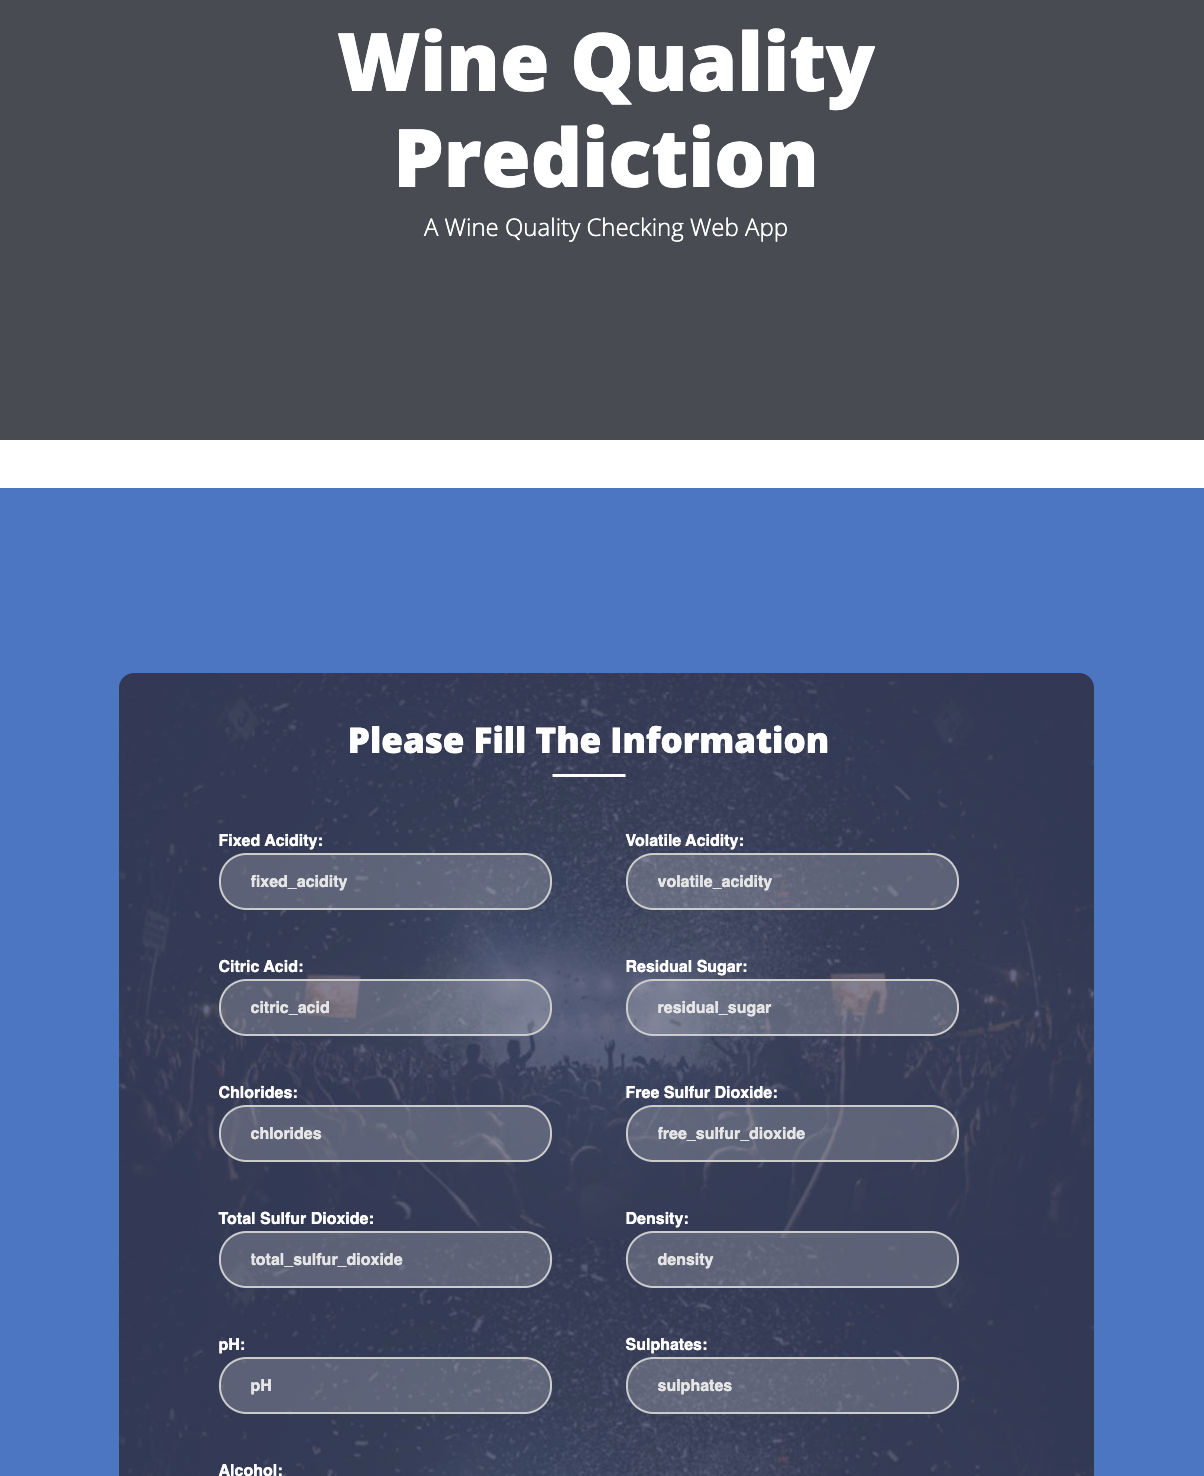 Wine Quality
Prediction
A Wine Quality Checking Web App
Please Fill The Information
Fixed Acidity:
fixed_acidity
Volatile Acidity:
volatile_acidity
Citric Acid:
citric_acid
Residual Sugar:
residual_sugar
Chlorides:
chlorides
Free Sulfur Dioxide:
free_sulfur_dioxide
Total Sulfur Dioxide:
total_sulfur_dioxide
Density:
density
pH:
pH
Sulphates:
sulphates
Alcohol: